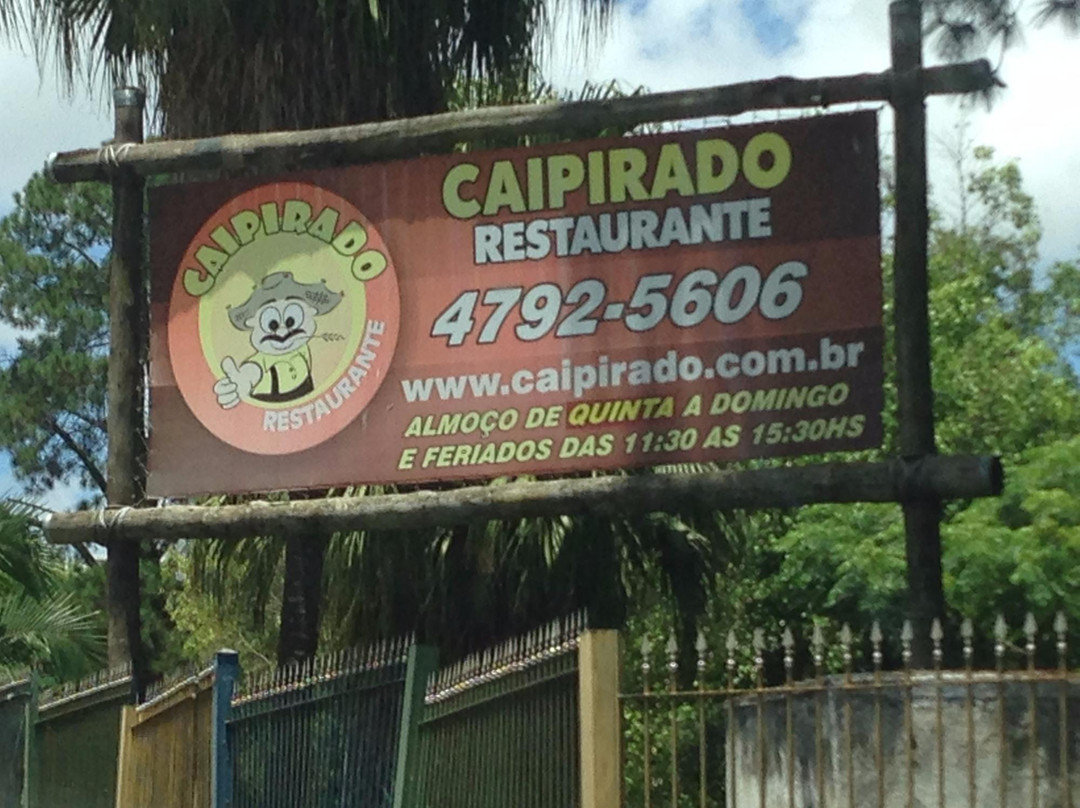 CAIPIRADO
RESTAURANTE
CAIPIRADO
RESTAURANTE
4792-5606
www.caipirado.com.br
ALMOÇO DE QUINTA A DOMINGO
E FERIADOS DAS 11:30 AS 15:30HS